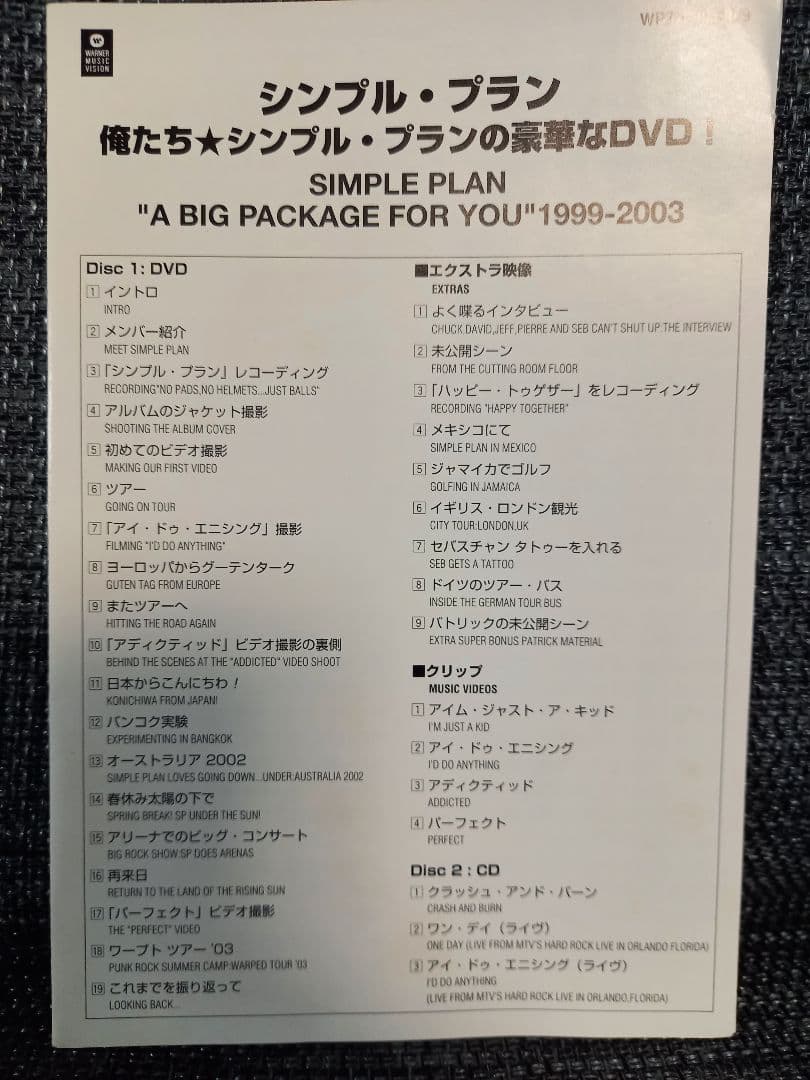 WARNER
MUSIC
VISION
シンプル・プラン
俺たち★シンプル・プランの豪華なDVD！
SIMPLE PLAN
"A BIG PACKAGE FOR YOU"1999-2003
Disc 1: DVD
1 イントロ
INTRO
2 メンバー紹介
MEET SIMPLE PLAN
3 「シンプル・プラン」レコーディング
RECORDING"NO PADS,NO HELMETS...JUST BALLS"
4 アルバムのジャケット撮影
SHOOTING THE ALBUM COVER
5 初めてのビデオ撮影
MAKING OUR FIRST VIDEO
6 ツアー
GOING ON TOUR
7 「アイ・ドゥ・エニシング」撮影
FILMING "I'D DO ANYTHING"
8 ヨーロッパからグーテンターク
GUTEN TAG FROM EUROPE
9 またツアーへ
HITTING THE ROAD AGAIN
10 「アディクティッド」ビデオ撮影の裏側
BEHIND THE SCENES AT THE "ADDICTED" VIDEO SHOOT
11 日本からこんにちわ！
KONICHIWA FROM JAPAN!
12 バンコク実験
EXPERIMENTING IN BANGKOK
13 オーストラリア 2002
SIMPLE PLAN LOVES GOING DOWN...UNDER:AUSTRALIA 2002
14 春休み太陽の下で
SPRING BREAK! SP UNDER THE SUN!
15 アリーナでのビッグ・コンサート
BIG ROCK SHOW:SP DOES ARENAS
16 再来日
RETURN TO THE LAND OF THE RISING SUN
17 「パーフェクト」ビデオ撮影
THE "PERFECT" VIDEO
18 ワープト ツアー '03
PUNK ROCK SUMMER CAMP:WARPED TOUR '03
19 これまでを振り返って
LOOKING BACK...
■エクストラ映像
EXTRAS
1 よく喋るインタビュー
CHUCK,DAVID,JEFF,PIERRE AND SEB CAN'T SHUT UP:THE INTERVIEW
2 未公開シーン
FROM THE CUTTING ROOM FLOOR
3 「ハッピー・トゥゲザー」をレコーディング
RECORDING "HAPPY TOGETHER"
4 メキシコにて
SIMPLE PLAN IN MEXICO
5 ジャマイカでゴルフ
GOLFING IN JAMAICA
6 イギリス・ロンドン観光
CITY TOUR:LONDON,UK
7 セバスチャン タトゥーを入れる
SEB GETS A TATTOO
8 ドイツのツアー・バス
INSIDE THE GERMAN TOUR BUS
9 パトリックの未公開シーン
EXTRA SUPER BONUS PATRICK MATERIAL
■クリップ
MUSIC VIDEOS
1 アイム・ジャスト・ア・キッド
I'M JUST A KID
2 アイ・ドゥ・エニシング
I'D DO ANYTHING
3 アディクティッド
ADDICTED
4 パーフェクト
PERFECT
Disc 2 : CD
1 クラッシュ・アンド・バーン
CRASH AND BURN
2 ワン・デイ（ライヴ）
ONE DAY (LIVE FROM MTV'S HARD ROCK LIVE IN ORLANDO FLORIDA)
3 アイ・ドゥ・エニシング（ライヴ）
I'D DO ANYTHING
(LIVE FROM MTV'S HARD ROCK LIVE IN ORLANDO,FLORIDA)